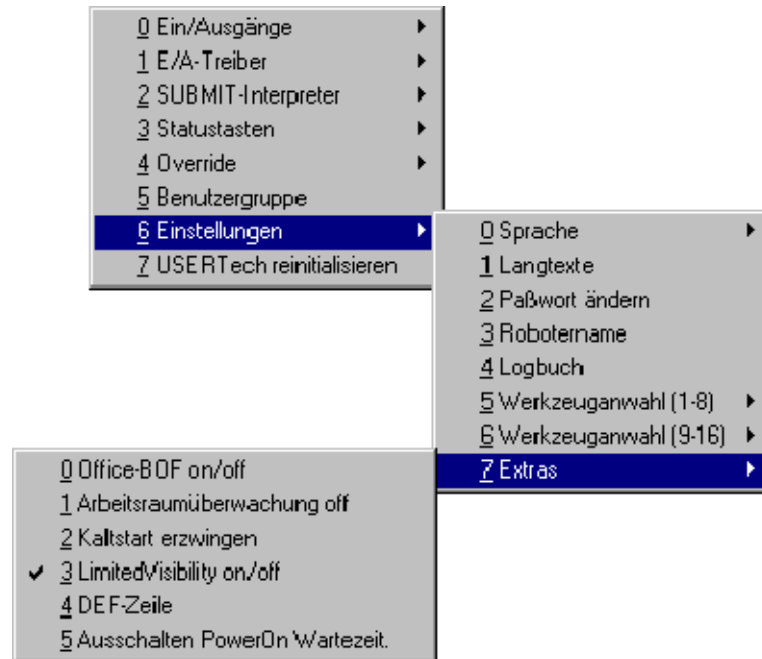 0 Ein/Ausgänge
1 E/A-Treiber
2 SUBMIT-Interpreter
3 Statustasten
4 Override
5 Benutzergruppe
6 Einstellungen
7 USERTech reinitialisieren
0 Sprache
1 Langtexte
2 Paßwort ändern
3 Robotername
4 Logbuch
5 Werkzeuganwahl (1-8)
6 Werkzeuganwahl (9-16)
7 Extras
0 Office-BOF on/off
1 Arbeitsraumüberwachung off
2 Kaltstart erzwingen
3 LimitedVisibility on/off
4 DEF-Zeile
5 Ausschalten PowerOn Wartezeit.